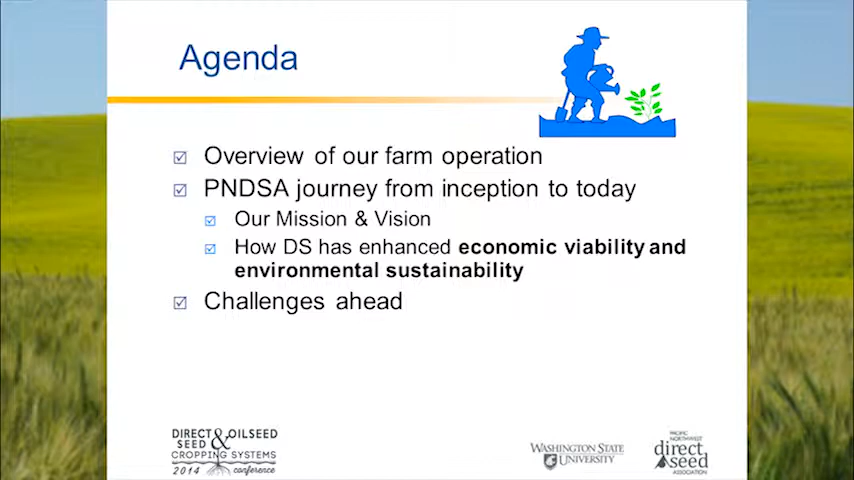 Agenda
Overview of our farm operation
PNDSA journey from inception to today
Our Mission & Vision
How DS has enhanced economic viability and
environmental sustainability
Challenges ahead
DIRECT & OILSEED
SEED
CROPPING SYSTEMS
2014 conference
WASHINGTON STATE
UNIVERSITY
PACIFIC
NORTHWEST
direct
seed
ASSOCIATION